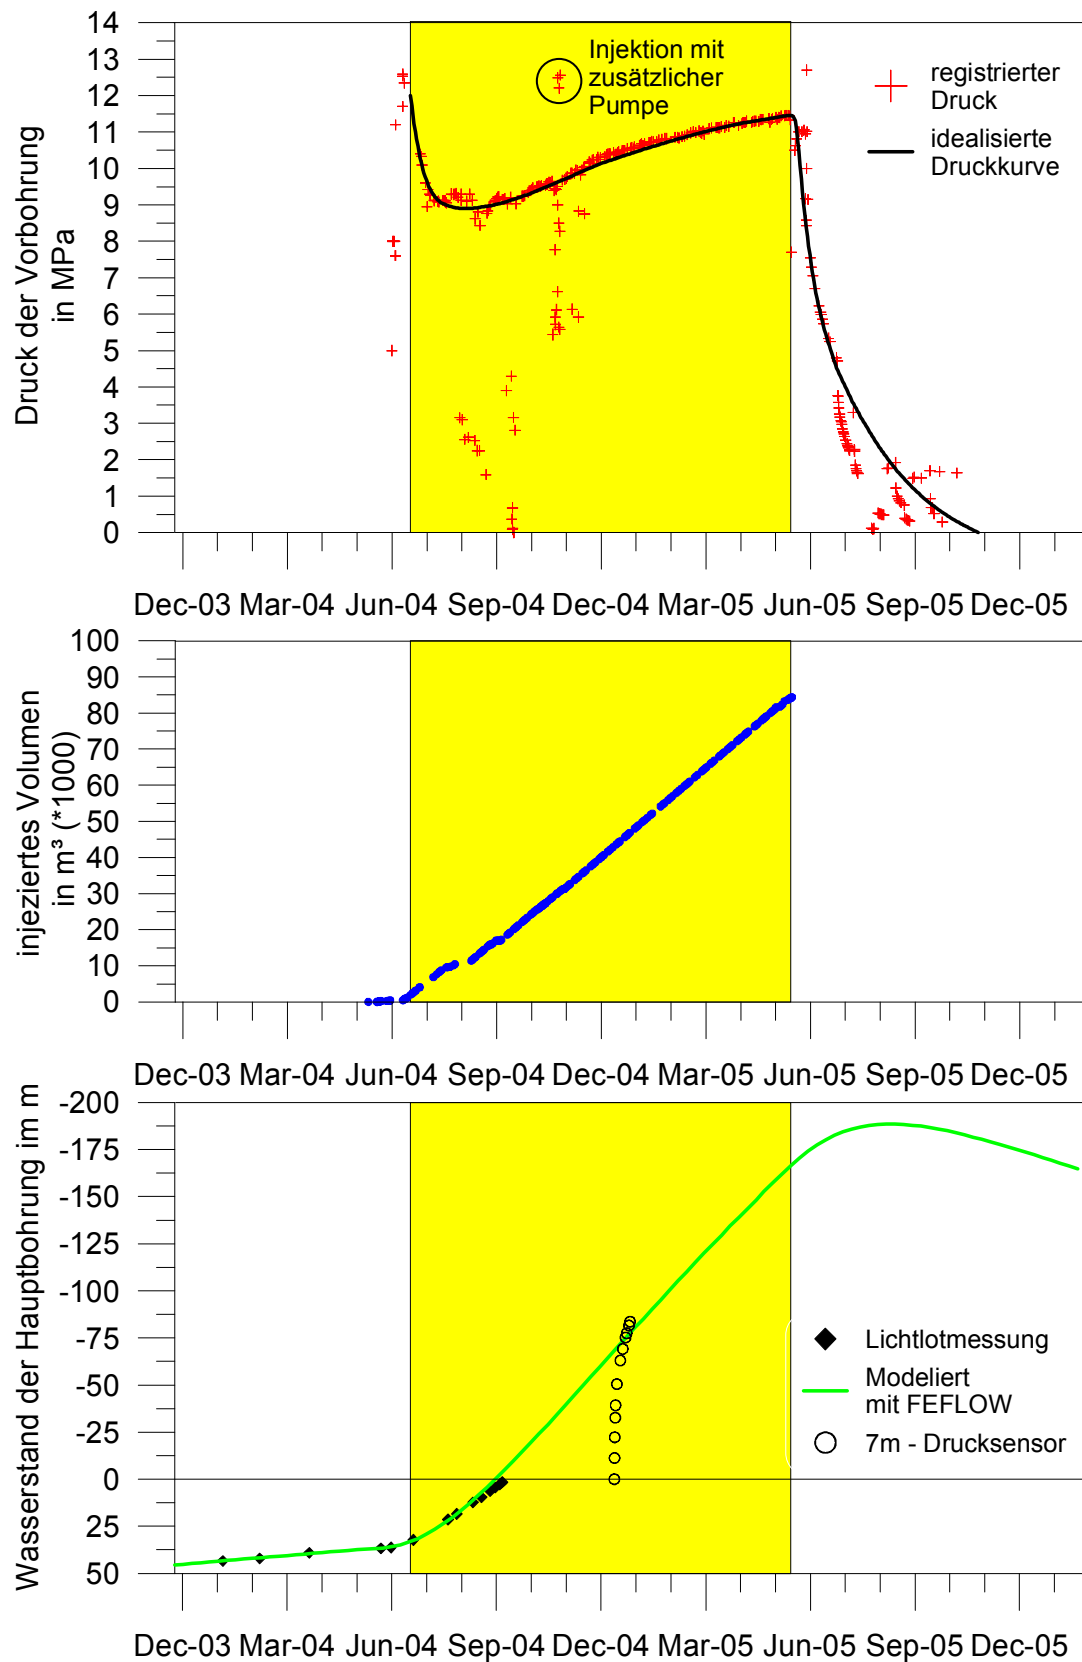 Druck der Vorbohrung
in MPa
14
13
12
11
10
9
8
7
6
5
4
3
2
1
0
Injektion mit
zusätzlicher
Pumpe
registrierter
Druck
idealisierte
Druckkurve
Dec-03 Mar-04 Jun-04 Sep-04 Dec-04 Mar-05 Jun-05 Sep-05 Dec-05
injeziertes Volumen
in m³ (*1000)
100
90
80
70
60
50
40
30
20
10
0
Dec-03 Mar-04 Jun-04 Sep-04 Dec-04 Mar-05 Jun-05 Sep-05 Dec-05
Wasserstand der Hauptbohrung im m
-200
-175
-150
-125
-100
-75
-50
-25
0
25
50
Lichtlotmessung
Modeliert
mit FEFLOW
7m - Drucksensor
Dec-03 Mar-04 Jun-04 Sep-04 Dec-04 Mar-05 Jun-05 Sep-05 Dec-05